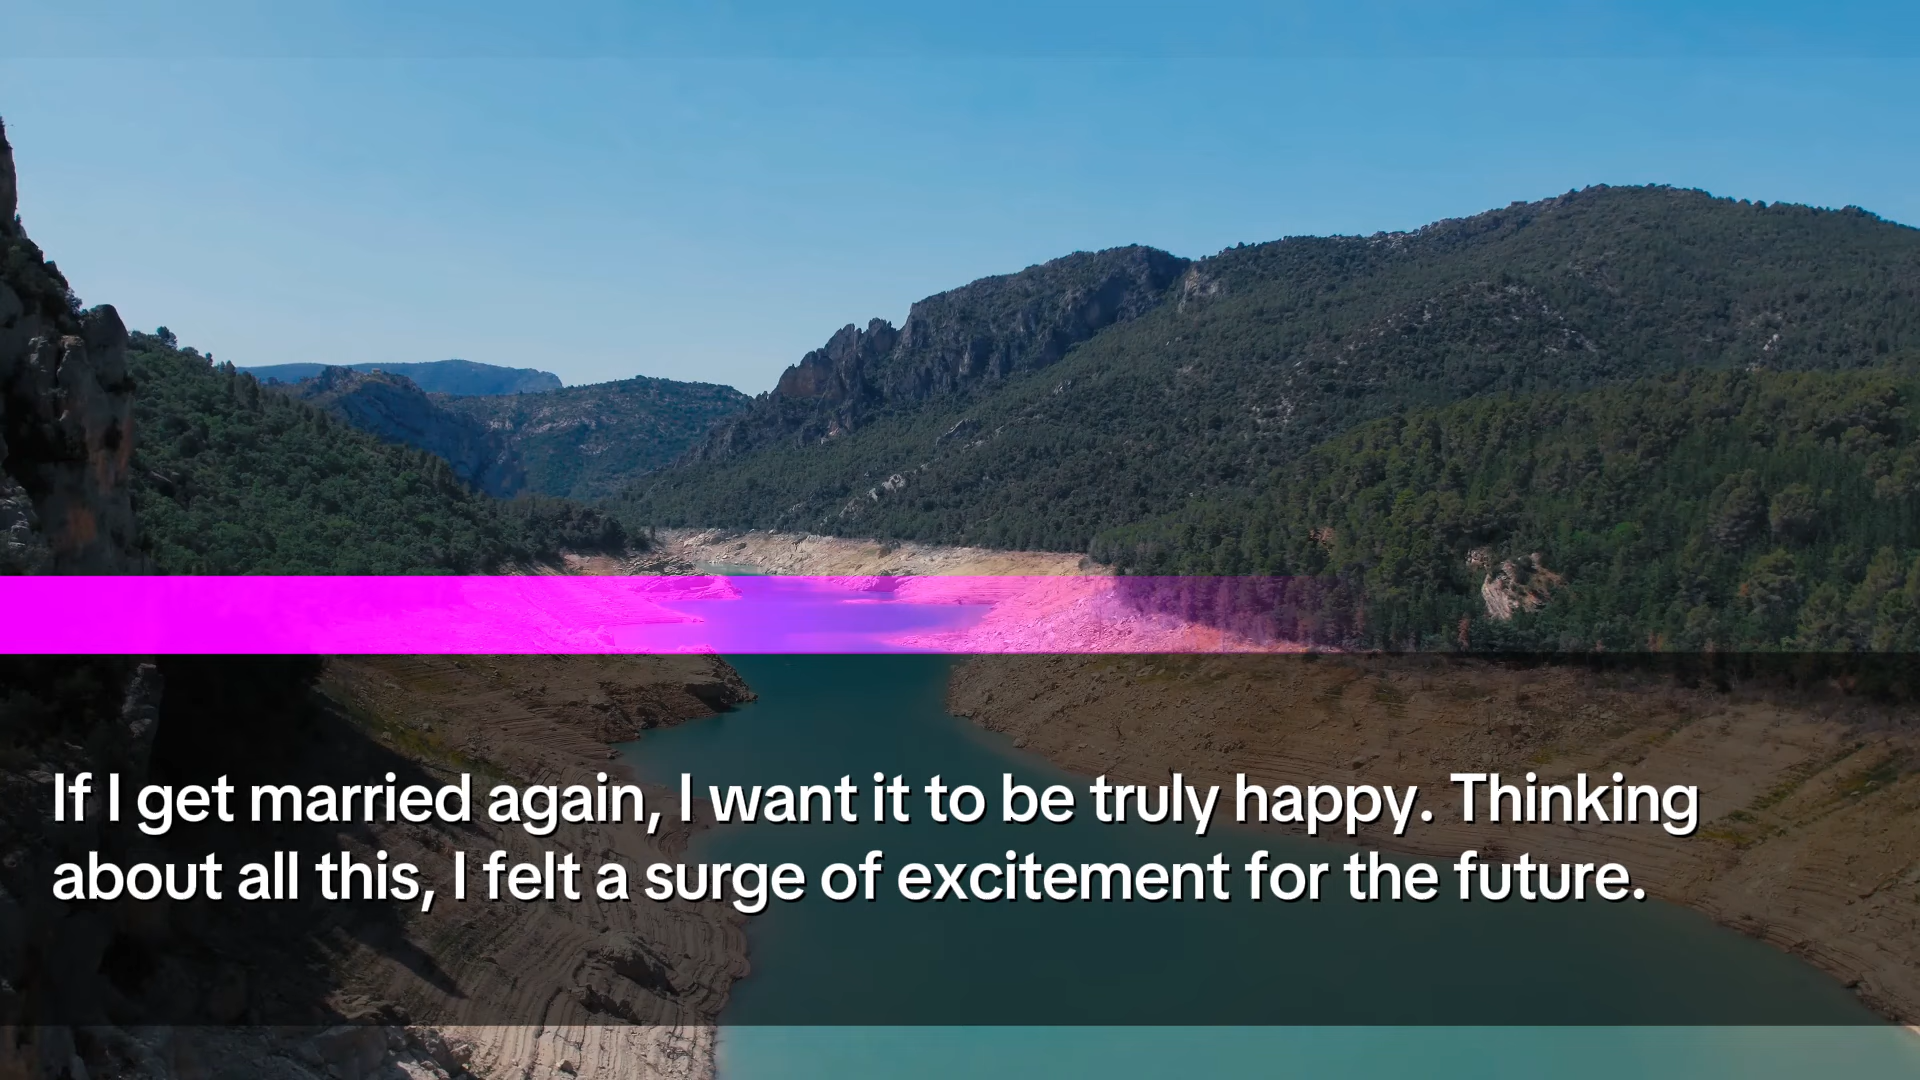 If I get married again, I want it to be truly happy. Thinking
about all this, I felt a surge of excitement for the future.